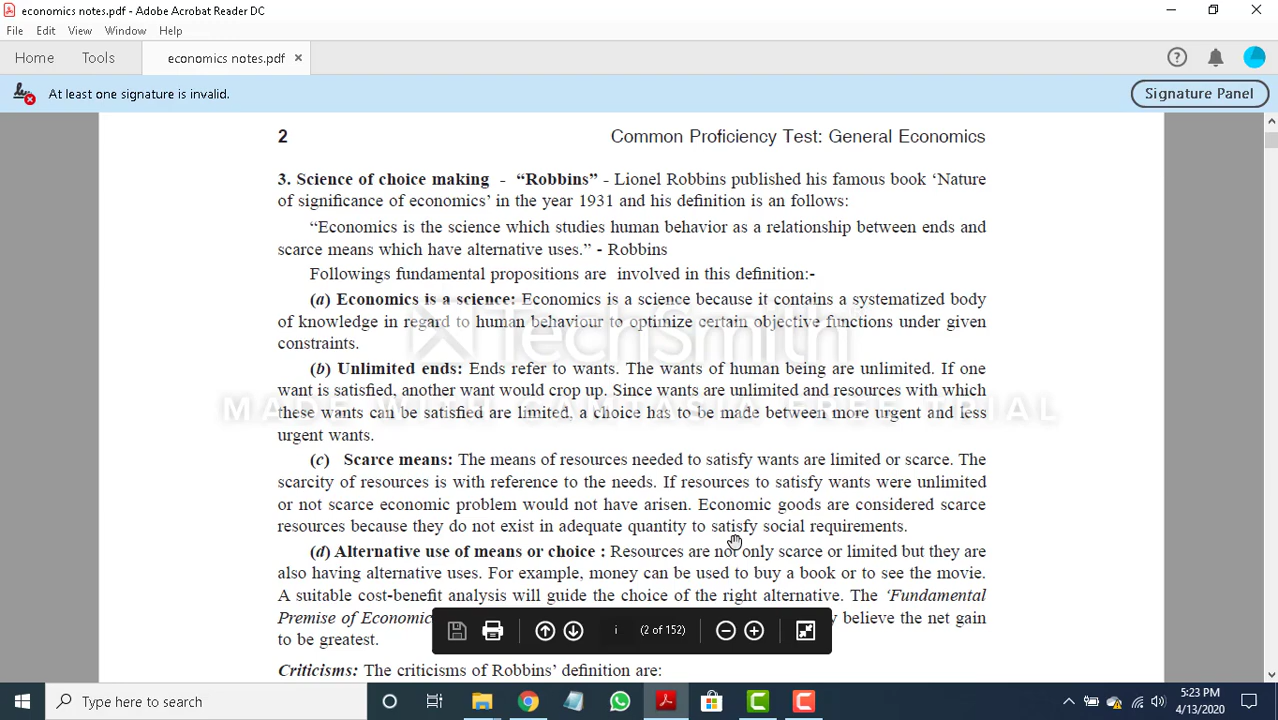 economics notes.pdf - Adobe Acrobat Reader DC
File Edit View Window Help
Home Tools economics notes.pdf ×
At least one signature is invalid. Signature Panel
2 Common Proficiency Test: General Economics
3. Science of choice making - “Robbins” - Lionel Robbins published his famous book ‘Nature
of significance of economics’ in the year 1931 and his definition is an follows:
“Economics is the science which studies human behavior as a relationship between ends and
scarce means which have alternative uses.” - Robbins
Followings fundamental propositions are involved in this definition:-
(a) Economics is a science: Economics is a science because it contains a systematized body
of knowledge in regard to human behaviour to optimize certain objective functions under given
constraints.
TechSmith
(b) Unlimited ends: Ends refer to wants. The wants of human being are unlimited. If one
want is satisfied, another want would crop up. Since wants are unlimited and resources with which
these wants can be satisfied are limited, a choice has to be made between more urgent and less
urgent wants.
MADE WITH CAMTASIA FREE TRIAL
(c) Scarce means: The means of resources needed to satisfy wants are limited or scarce. The
scarcity of resources is with reference to the needs. If resources to satisfy wants were unlimited
or not scarce economic problem would not have arisen. Economic goods are considered scarce
resources because they do not exist in adequate quantity to satisfy social requirements.
(d) Alternative use of means or choice : Resources are not only scarce or limited but they are
also having alternative uses. For example, money can be used to buy a book or to see the movie.
A suitable cost-benefit analysis will guide the choice of the right alternative. The ‘Fundamental
Premise of Economic believe the net gain
to be greatest.
i (2 of 152)
Criticisms: The criticisms of Robbins’ definition are:
Type here to search
5:23 PM
4/13/2020